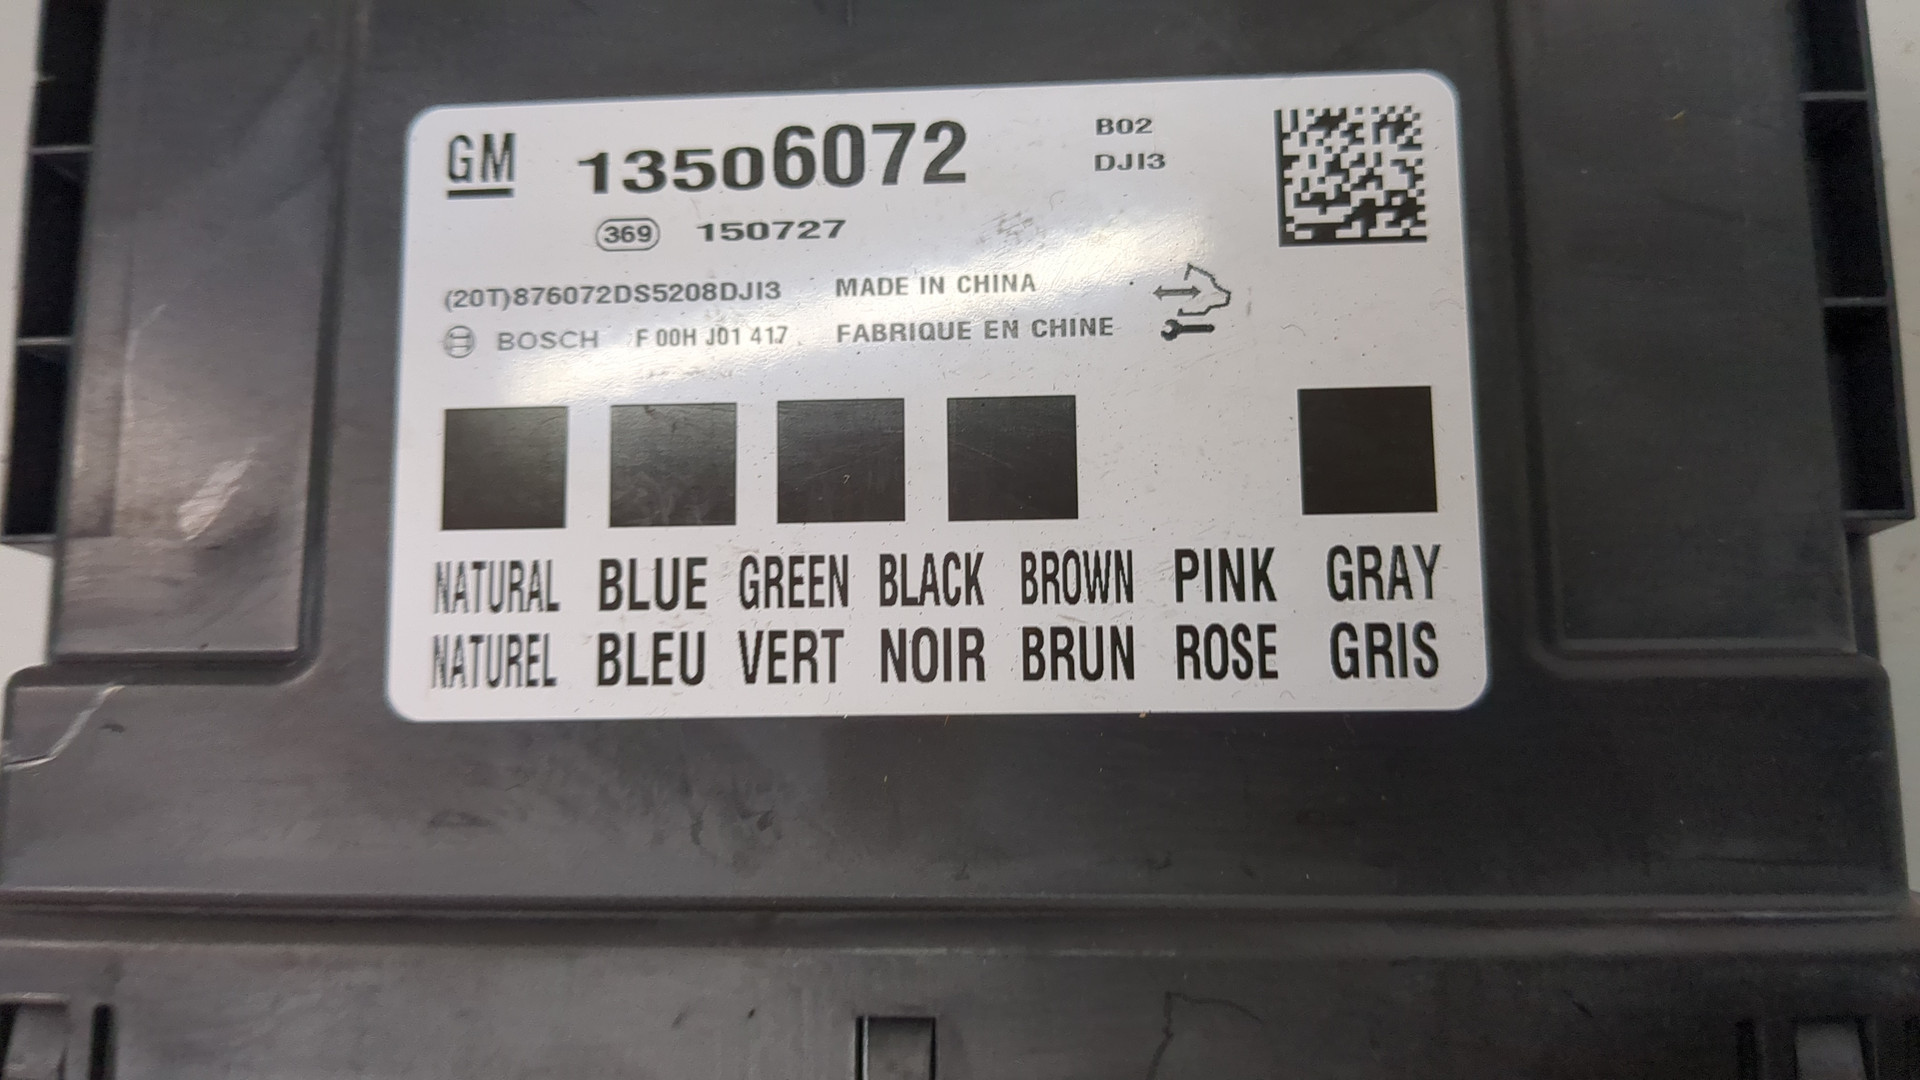 GM 13506072 B02
DJI3
369 150727
(20T)876072DS5208DJI3 MADE IN CHINA
BOSCH F 00H J01 417 FABRIQUE EN CHINE
NATURAL BLUE GREEN BLACK BROWN PINK GRAY
NATUREL BLEU VERT NOIR BRUN ROSE GRIS